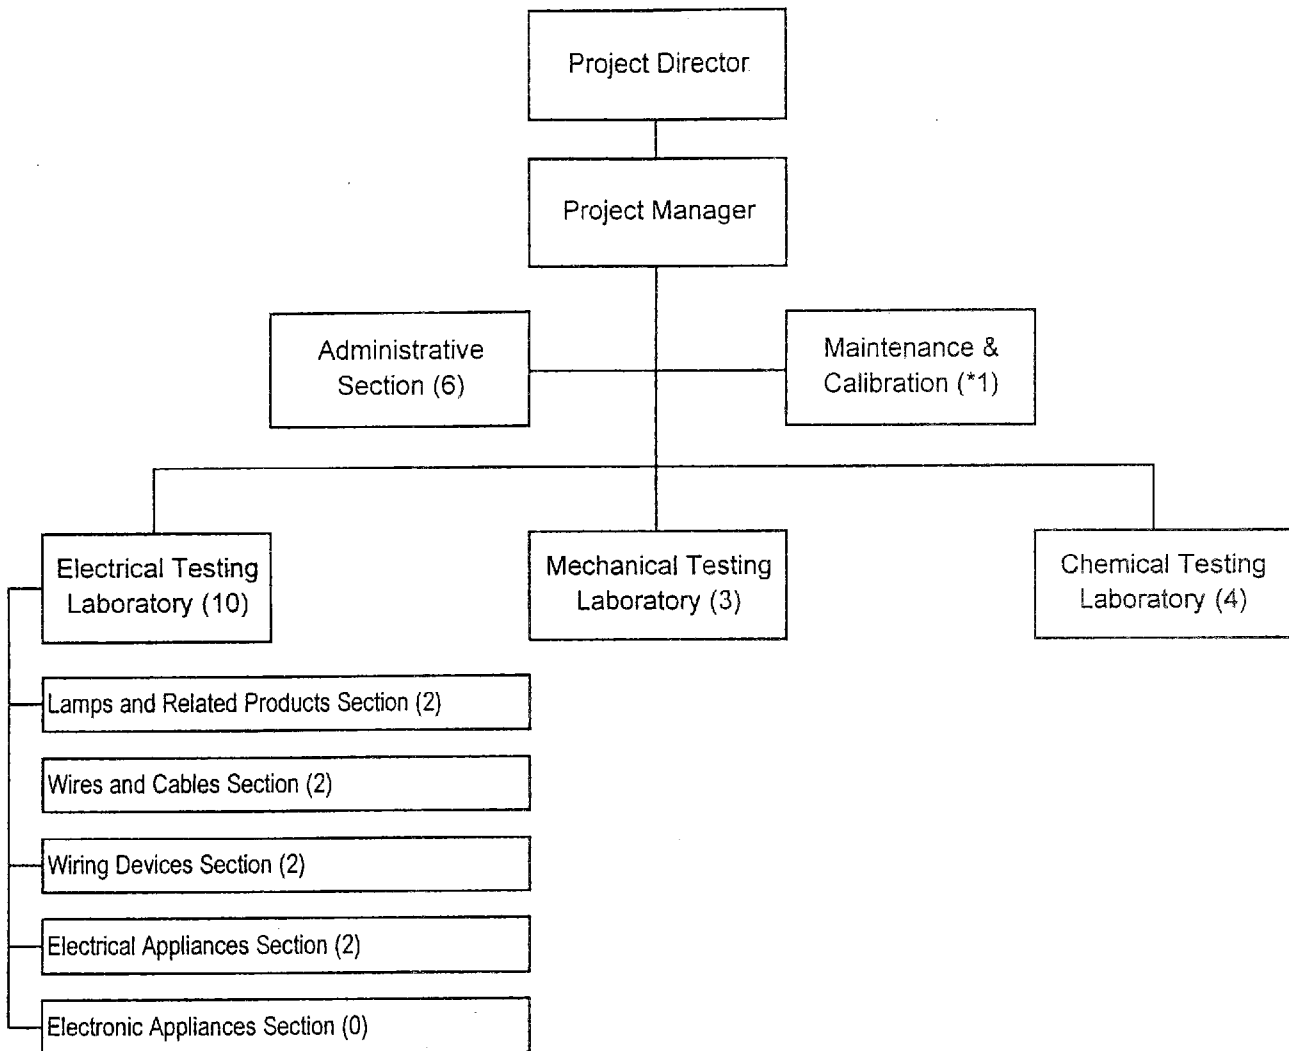 Project Director
Project Manager
Administrative
Section (6)
Maintenance &
Calibration (*1)
Electrical Testing
Laboratory (10)
Mechanical Testing
Laboratory (3)
Chemical Testing
Laboratory (4)
Lamps and Related Products Section (2)
Wires and Cables Section (2)
Wiring Devices Section (2)
Electrical Appliances Section (2)
Electronic Appliances Section (0)